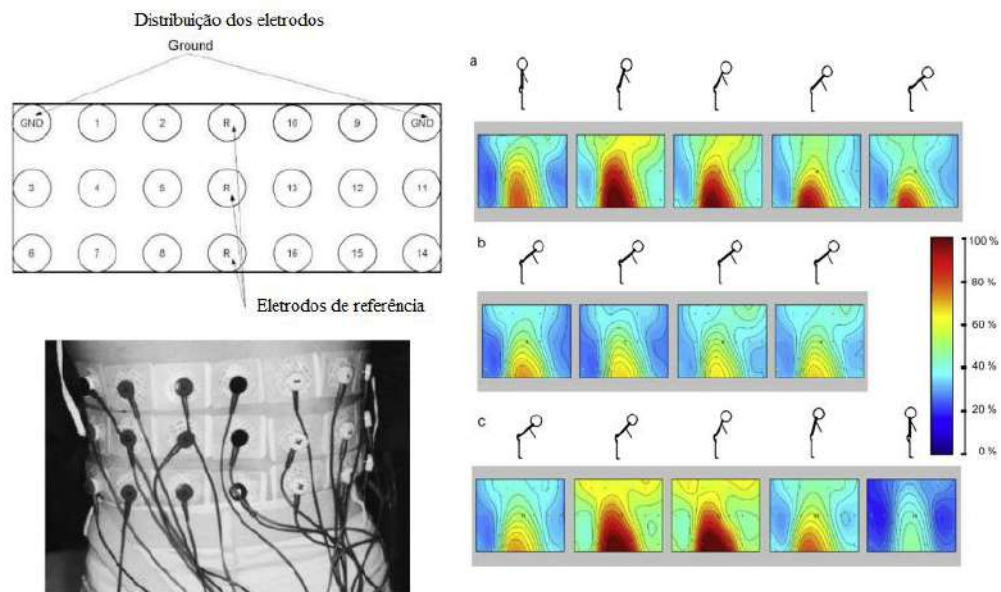 Distribuição dos eletrodos
Ground
GND 1 2 R 10 9 GND
3 4 5 R 13 12 11
6 7 8 R 16 15 14
Eletrodos de referência
a
b
c
100 %
80 %
60 %
40 %
20 %
0 %